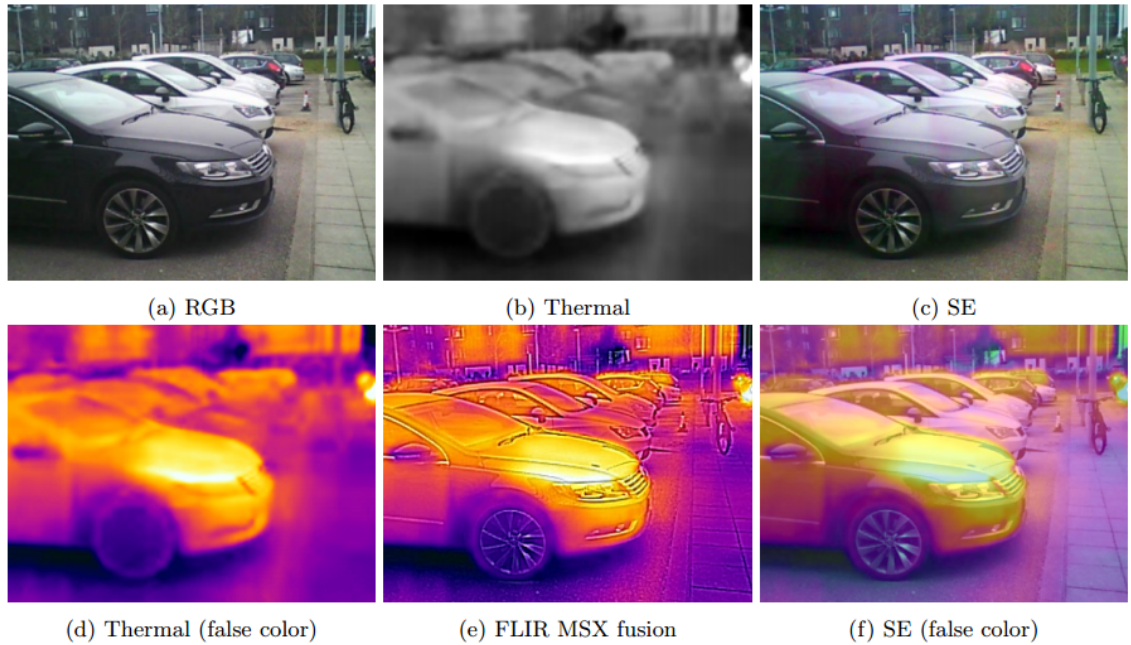 (a) RGB
(b) Thermal
(c) SE
(d) Thermal (false color)
(e) FLIR MSX fusion
(f) SE (false color)